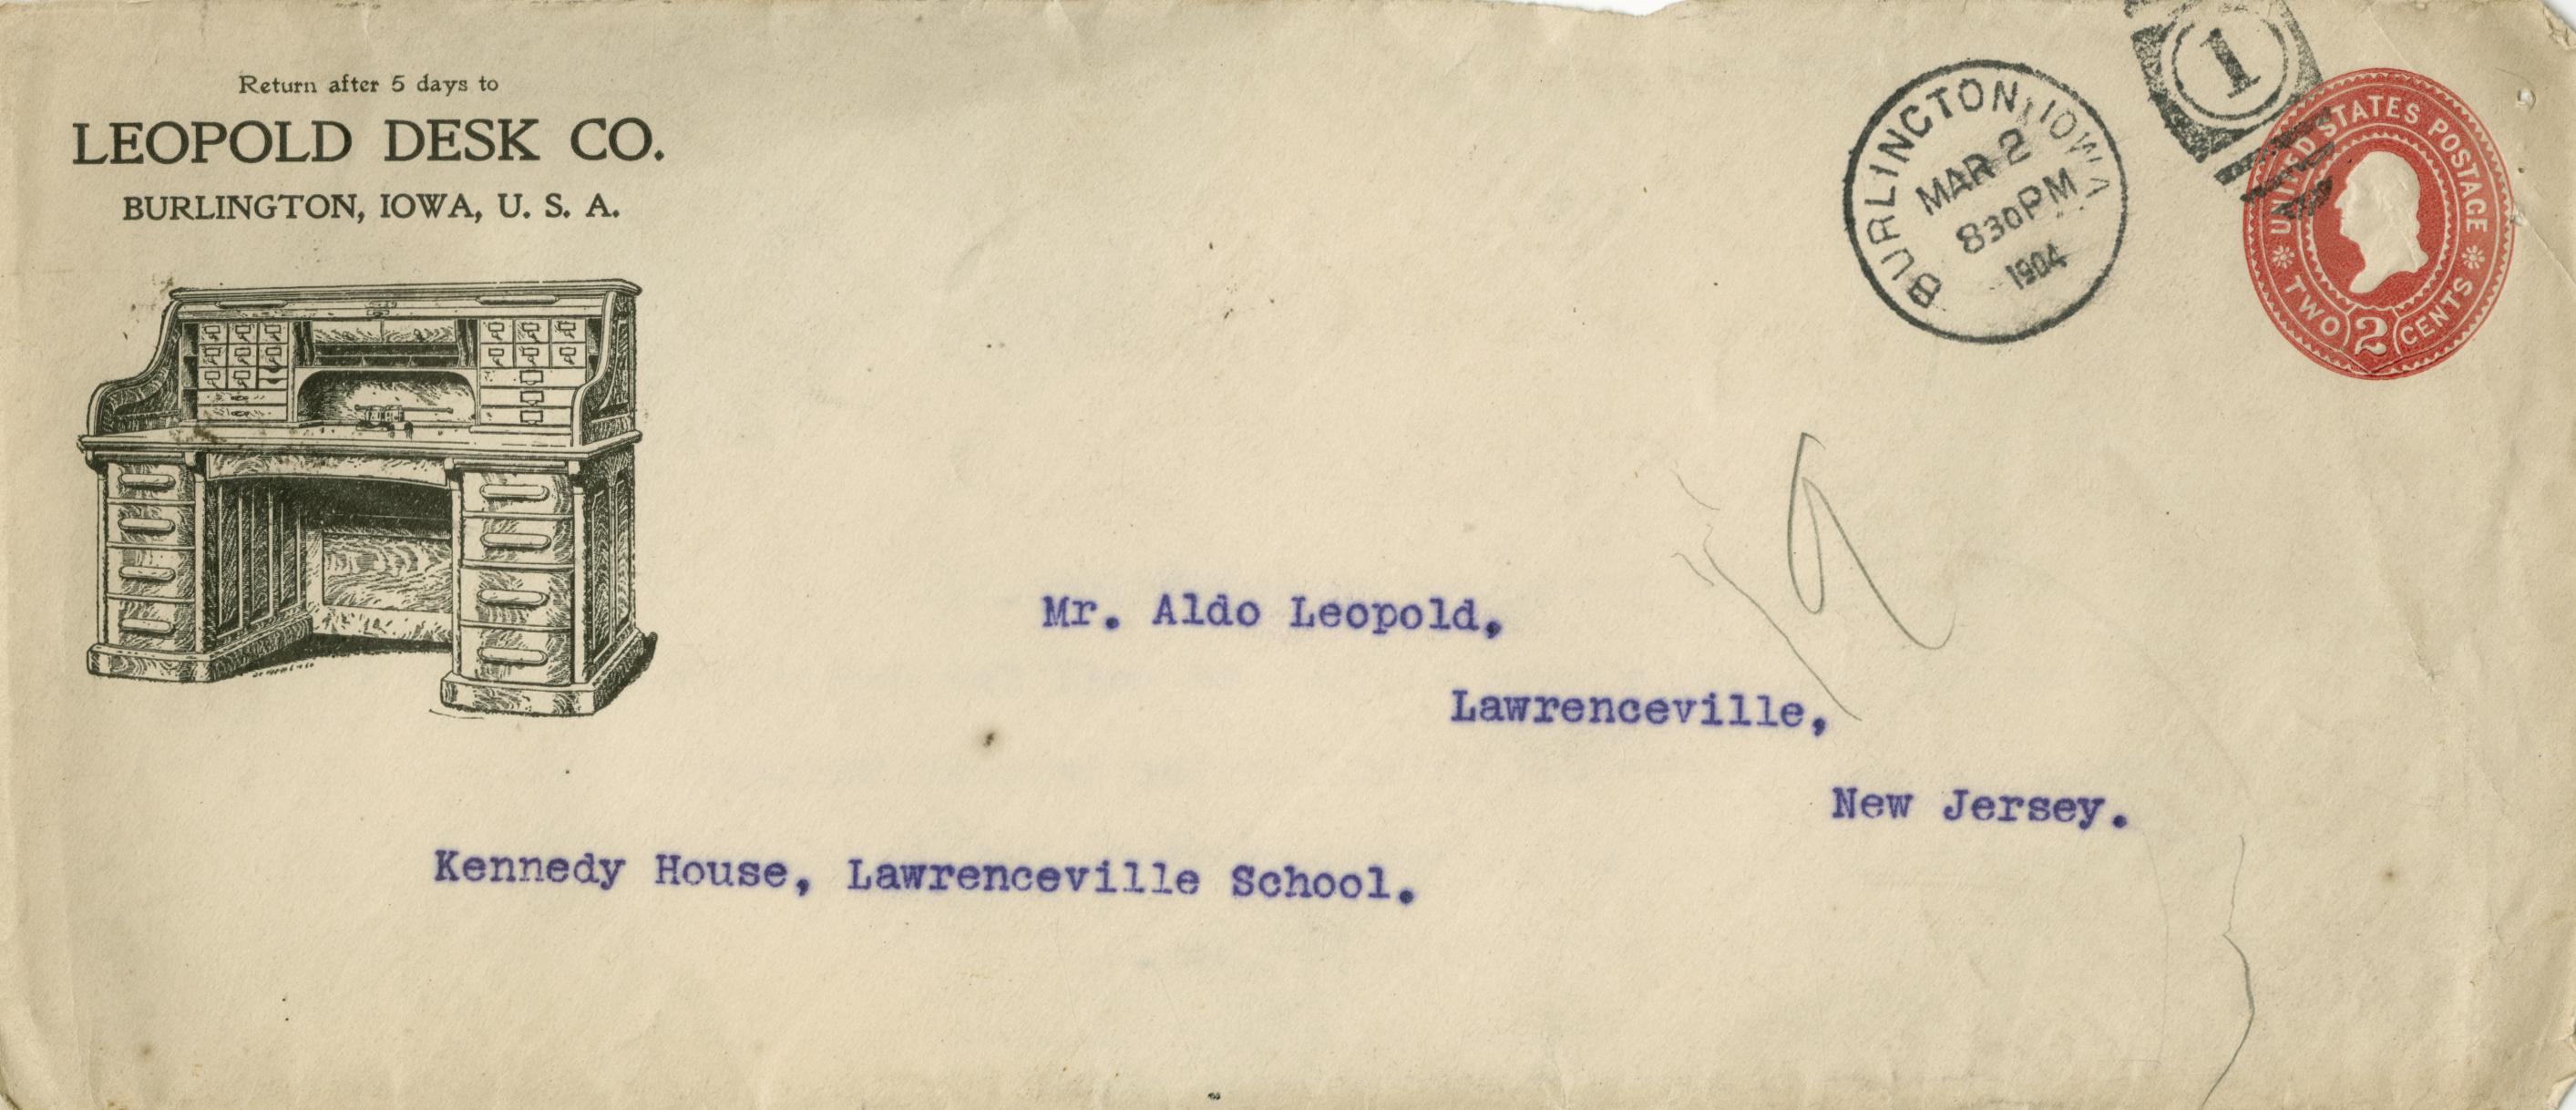 Return after 5 days to
LEOPOLD DESK CO.
BURLINGTON, IOWA, U. S. A.
BURLINGTON, IOWA
MAR 2
830PM
1904
1
UNITED STATES POSTAGE
TWO 2 CENTS
Mr. Aldo Leopold,
Lawrenceville,
New Jersey.
Kennedy House, Lawrenceville School.